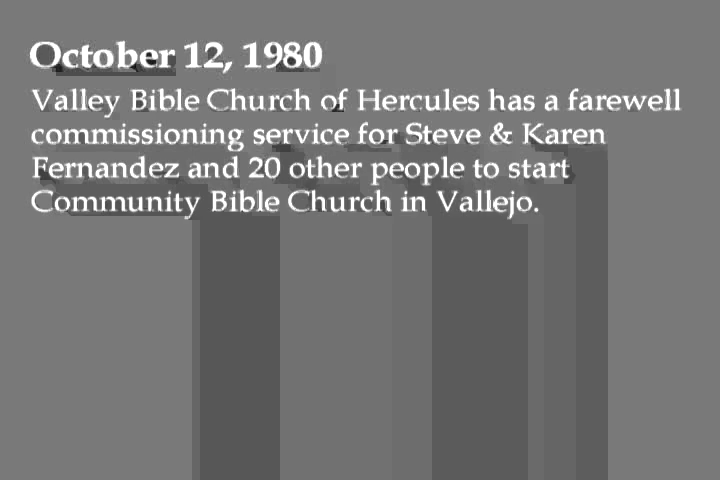 October 12, 1980
Valley Bible Church of Hercules has a farewell
commissioning service for Steve & Karen
Fernandez and 20 other people to start
Community Bible Church in Vallejo.